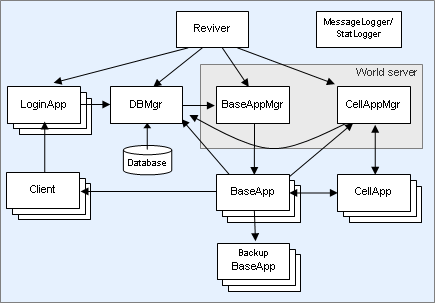 Reviver
MessageLogger/
StatLogger
World server
LoginApp
DBMgr
BaseAppMgr
CellAppMgr
Database
Client
BaseApp
CellApp
Backup
BaseApp